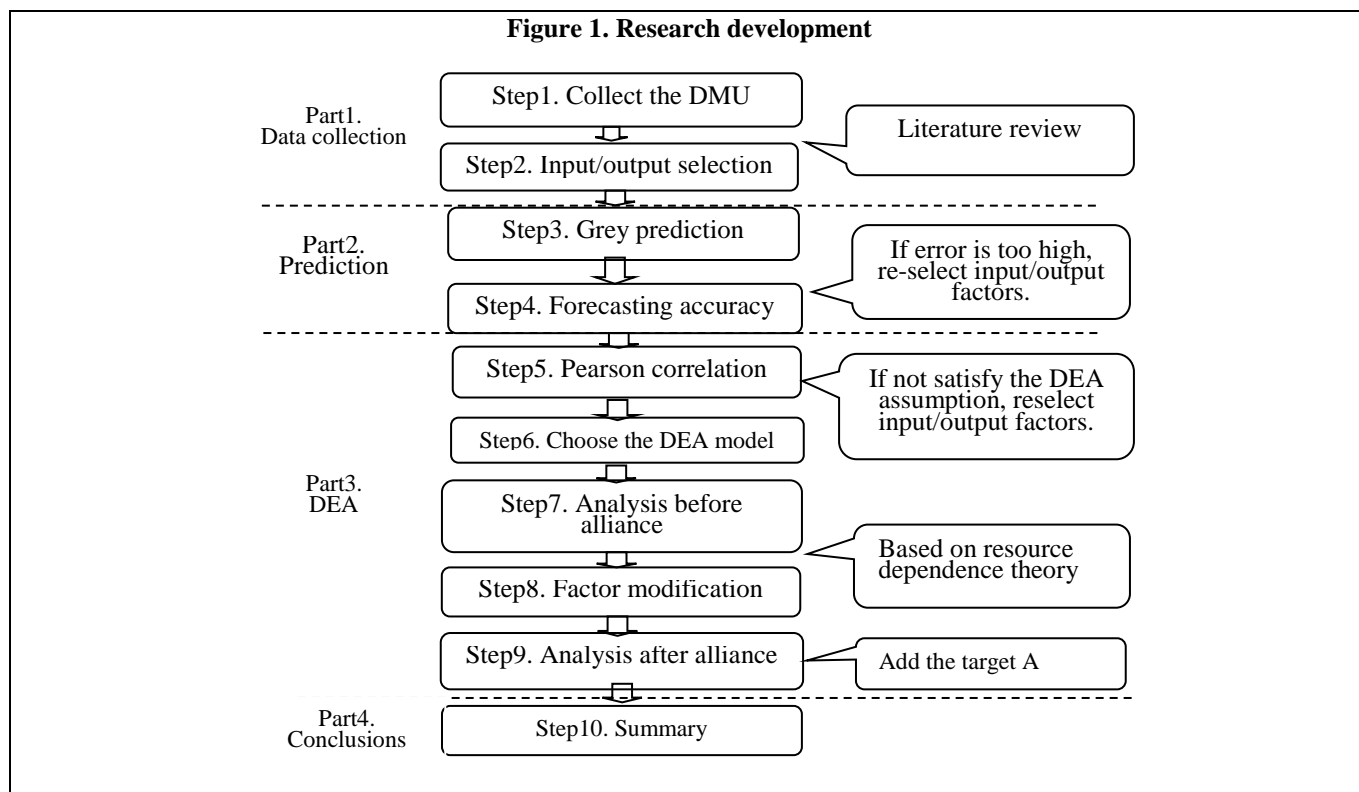 Figure 1. Research development
Part1.
Data collection
Step1. Collect the DMU
Step2. Input/output selection
Literature review
Part2.
Prediction
Step3. Grey prediction
Step4. Forecasting accuracy
If error is too high,
re-select input/output
factors.
Part3.
DEA
Step5. Pearson correlation
If not satisfy the DEA
assumption, reselect
input/output factors.
Step6. Choose the DEA model
Step7. Analysis before
alliance
Based on resource
dependence theory
Step8. Factor modification
Step9. Analysis after alliance
Add the target A
Part4.
Conclusions
Step10. Summary